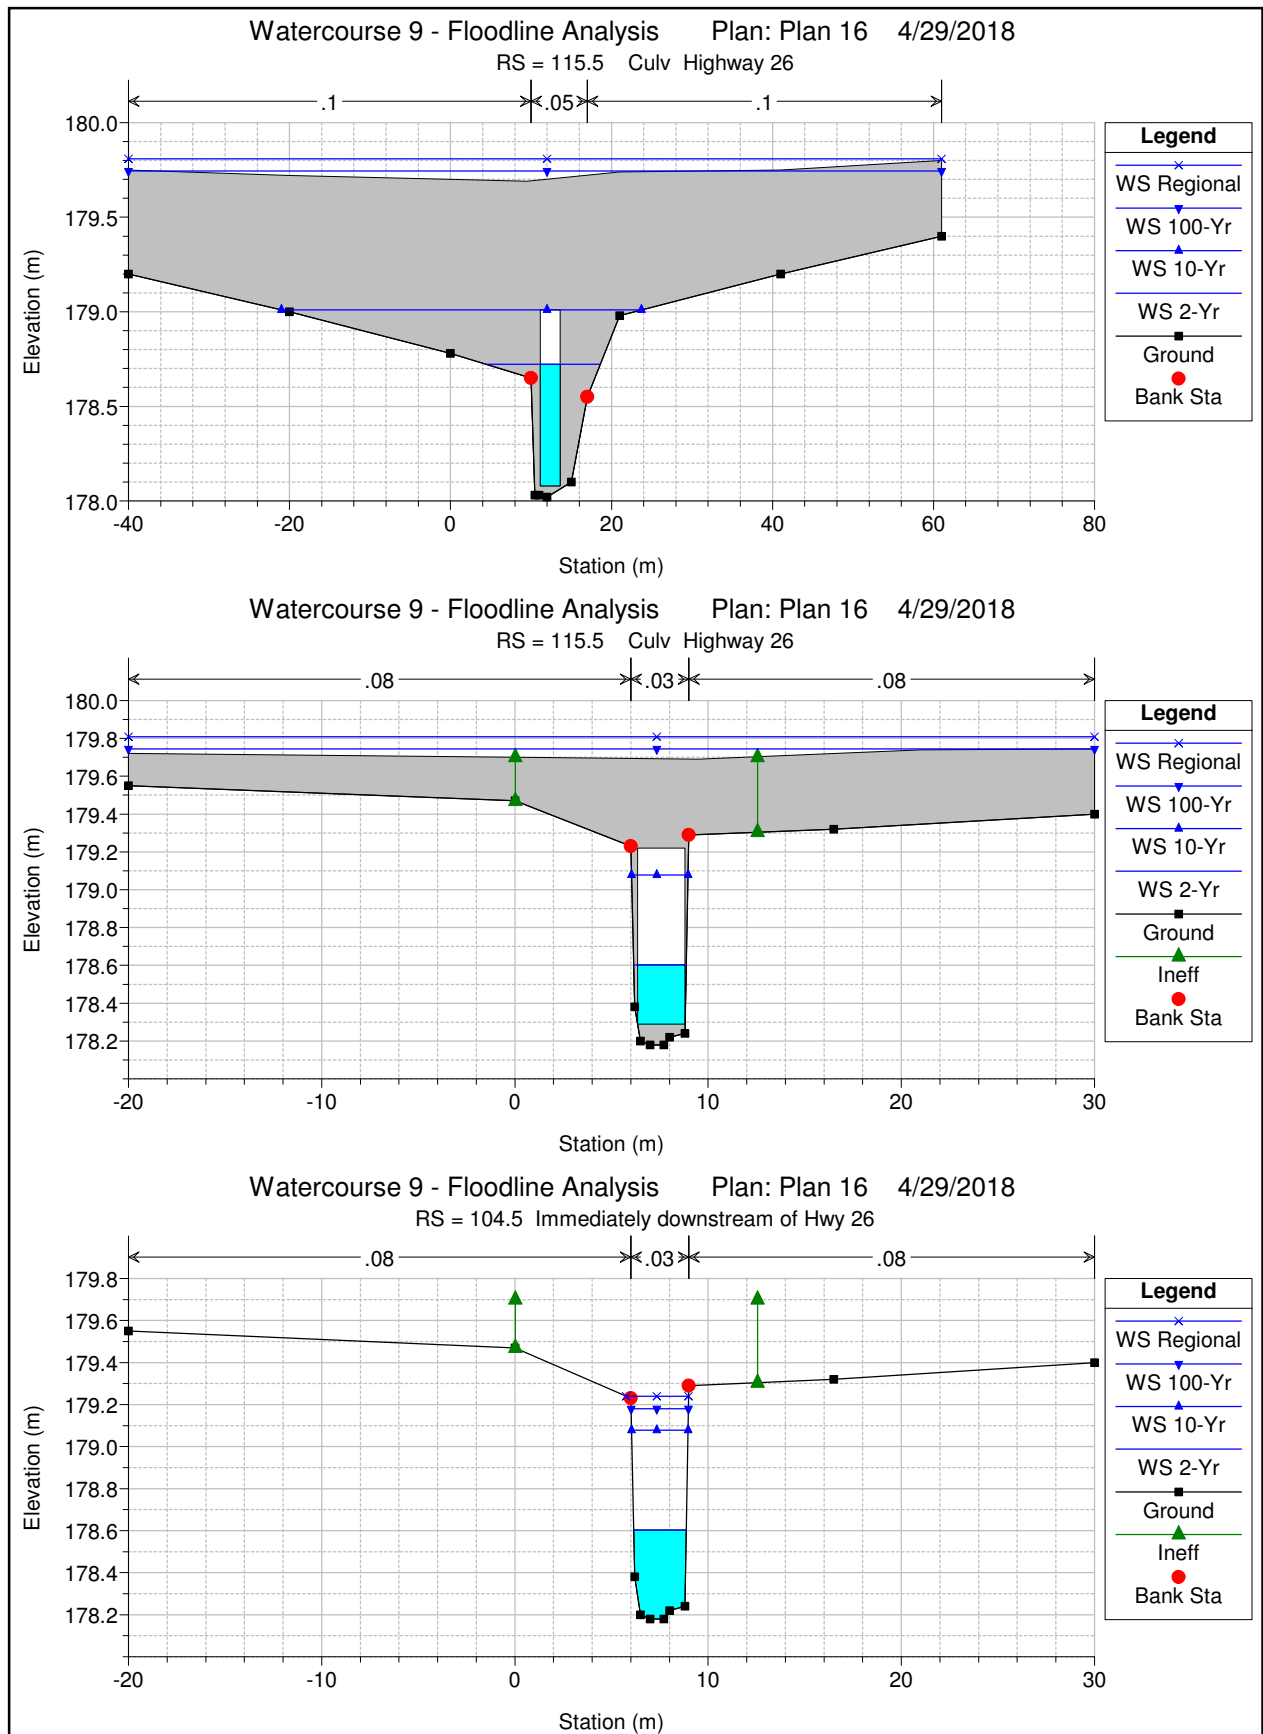 Watercourse 9 - Floodline Analysis Plan: Plan 16 4/29/2018
RS = 115.5 Culv Highway 26
.1 .05 .1
180.0
179.5
179.0
178.5
178.0
Elevation (m)
-40 -20 0 20 40 60 80
Station (m)
Legend
WS Regional
WS 100-Yr
WS 10-Yr
WS 2-Yr
Ground
Bank Sta
Watercourse 9 - Floodline Analysis Plan: Plan 16 4/29/2018
RS = 115.5 Culv Highway 26
.08 .03 .08
180.0
179.8
179.6
179.4
179.2
179.0
178.8
178.6
178.4
178.2
Elevation (m)
-20 -10 0 10 20 30
Station (m)
Legend
WS Regional
WS 100-Yr
WS 10-Yr
WS 2-Yr
Ground
Ineff
Bank Sta
Watercourse 9 - Floodline Analysis Plan: Plan 16 4/29/2018
RS = 104.5 Immediately downstream of Hwy 26
.08 .03 .08
179.8
179.6
179.4
179.2
179.0
178.8
178.6
178.4
178.2
Elevation (m)
-20 -10 0 10 20 30
Station (m)
Legend
WS Regional
WS 100-Yr
WS 10-Yr
WS 2-Yr
Ground
Ineff
Bank Sta